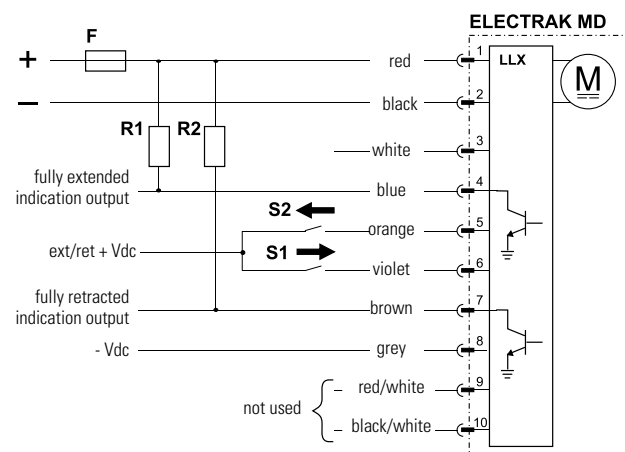 ELECTRAK MD
+ F red 1 LLX M
− black 2
R1 R2
white 3
fully extended
indication output
blue 4
S2
orange 5
ext/ret + Vdc
S1
violet 6
fully retracted
indication output
brown 7
- Vdc grey 8
red/white 9
not used
black/white 10